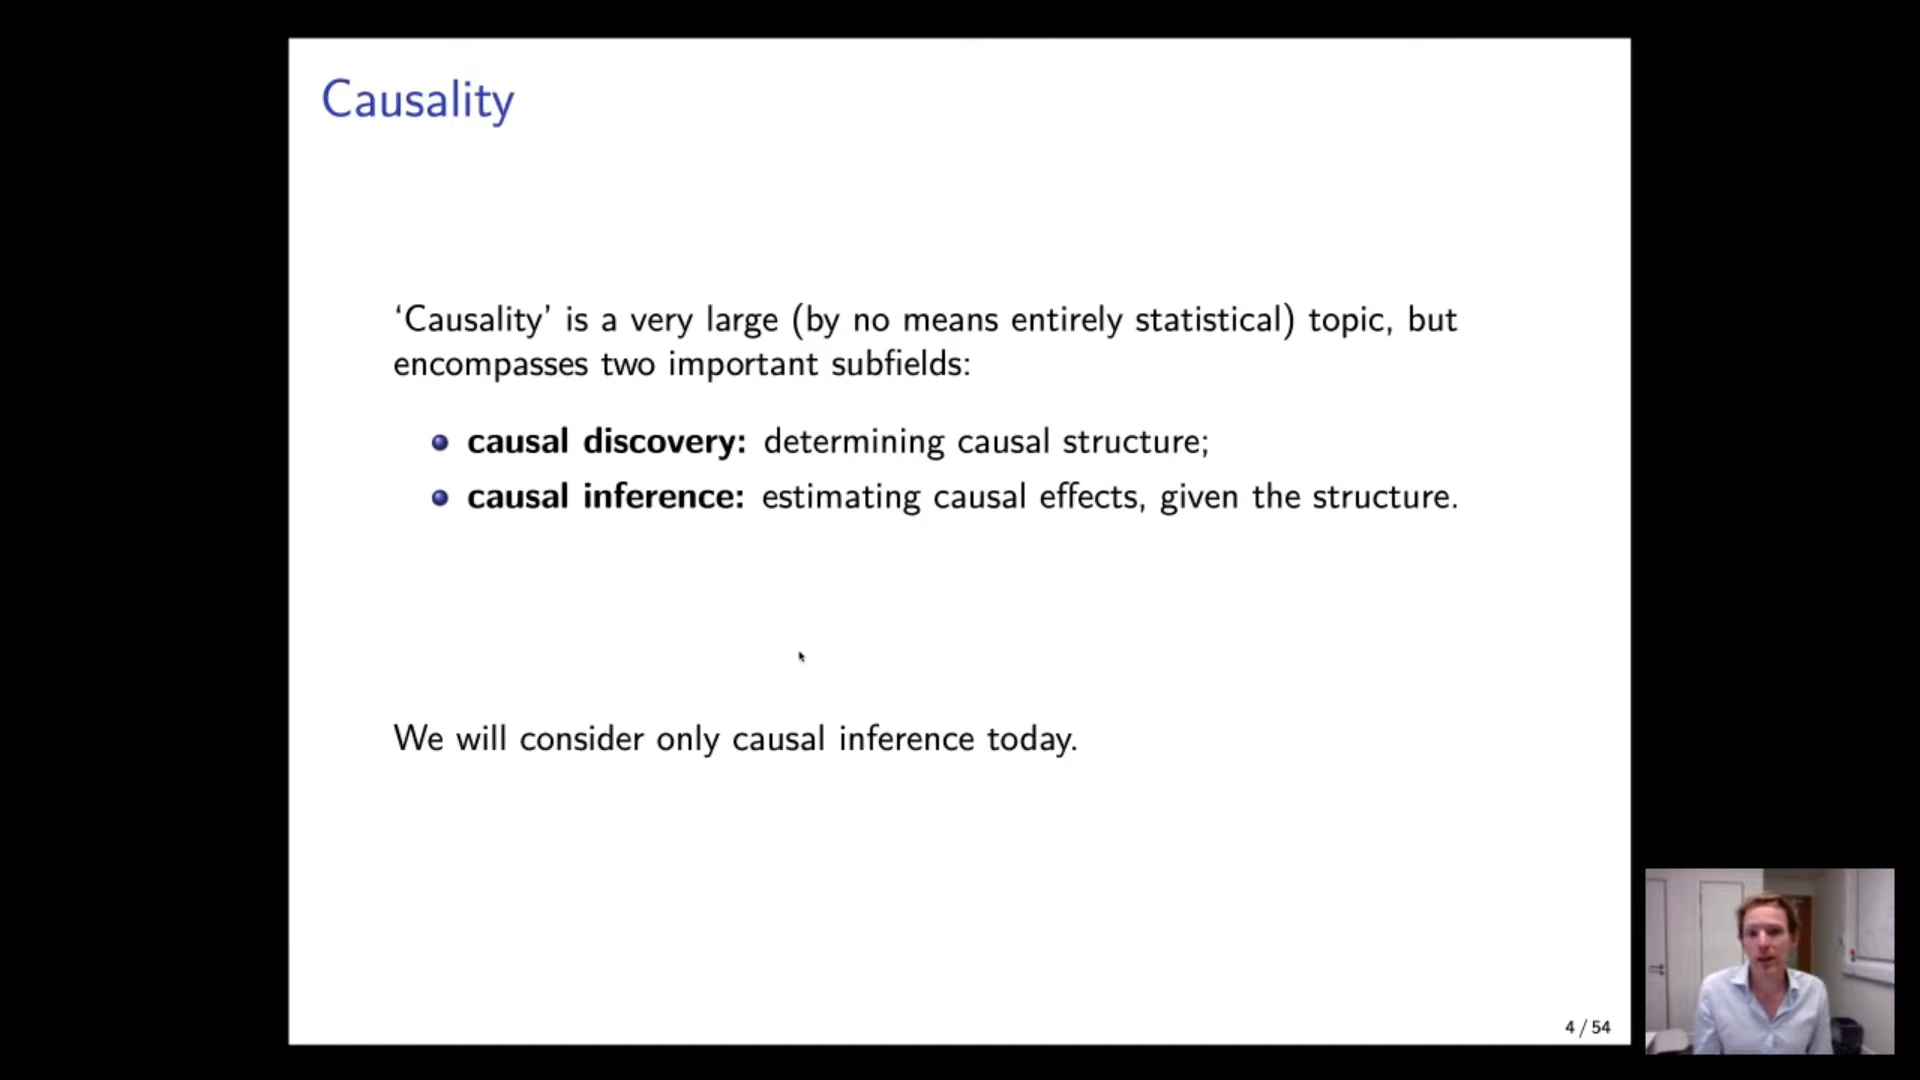 Causality
‘Causality’ is a very large (by no means entirely statistical) topic, but
encompasses two important subfields:
causal discovery: determining causal structure;
causal inference: estimating causal effects, given the structure.
We will consider only causal inference today.
4 / 54